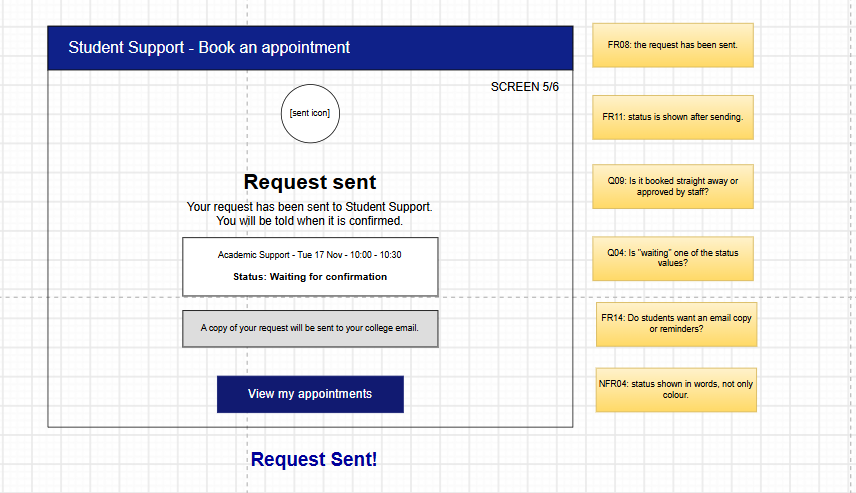 Student Support - Book an appointment
SCREEN 5/6
[sent icon]
Request sent
Your request has been sent to Student Support.
You will be told when it is confirmed.
Academic Support - Tue 17 Nov - 10:00 - 10:30
Status: Waiting for confirmation
A copy of your request will be sent to your college email.
View my appointments
Request Sent!
FR08: the request has been sent.
FR11: status is shown after sending.
Q09: Is it booked straight away or
approved by staff?
Q04: Is "waiting" one of the status
values?
FR14: Do students want an email copy
or reminders?
NFR04: status shown in words, not only
colour.